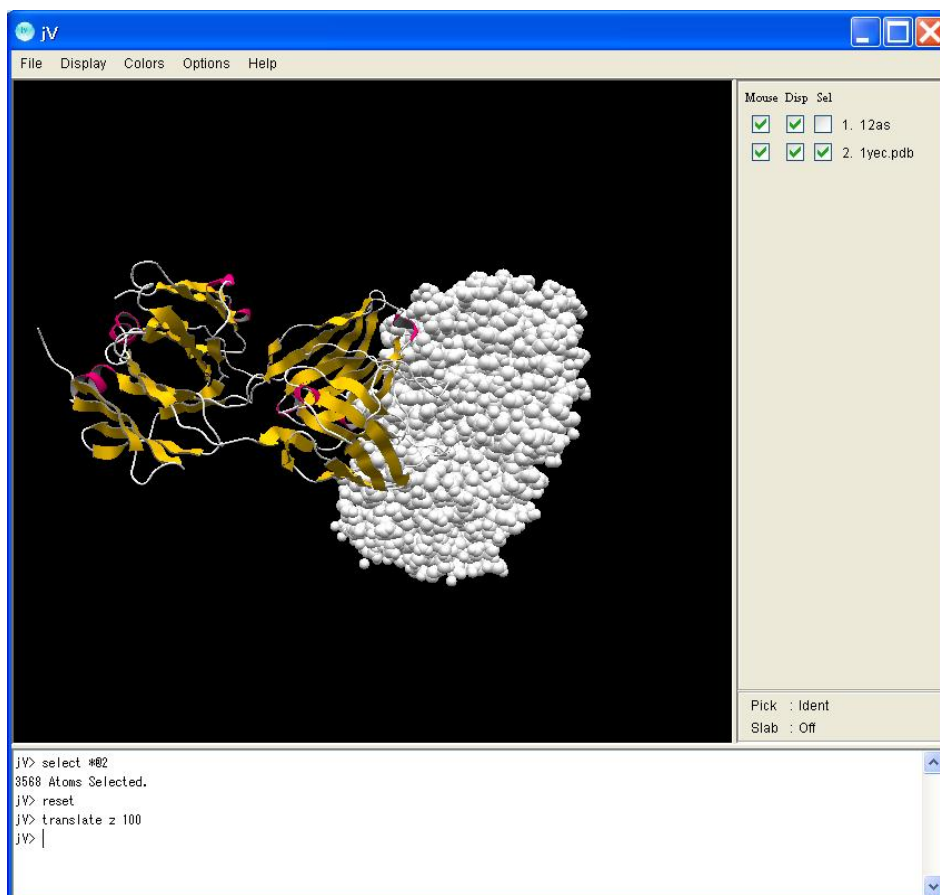 jV
File Display Colors Options Help
Mouse Disp Sel
1. 12as
2. 1yec.pdb
Pick : Ident
Slab : Off
jV> select *@2
3568 Atoms Selected.
jV> reset
jV> translate z 100
jV>